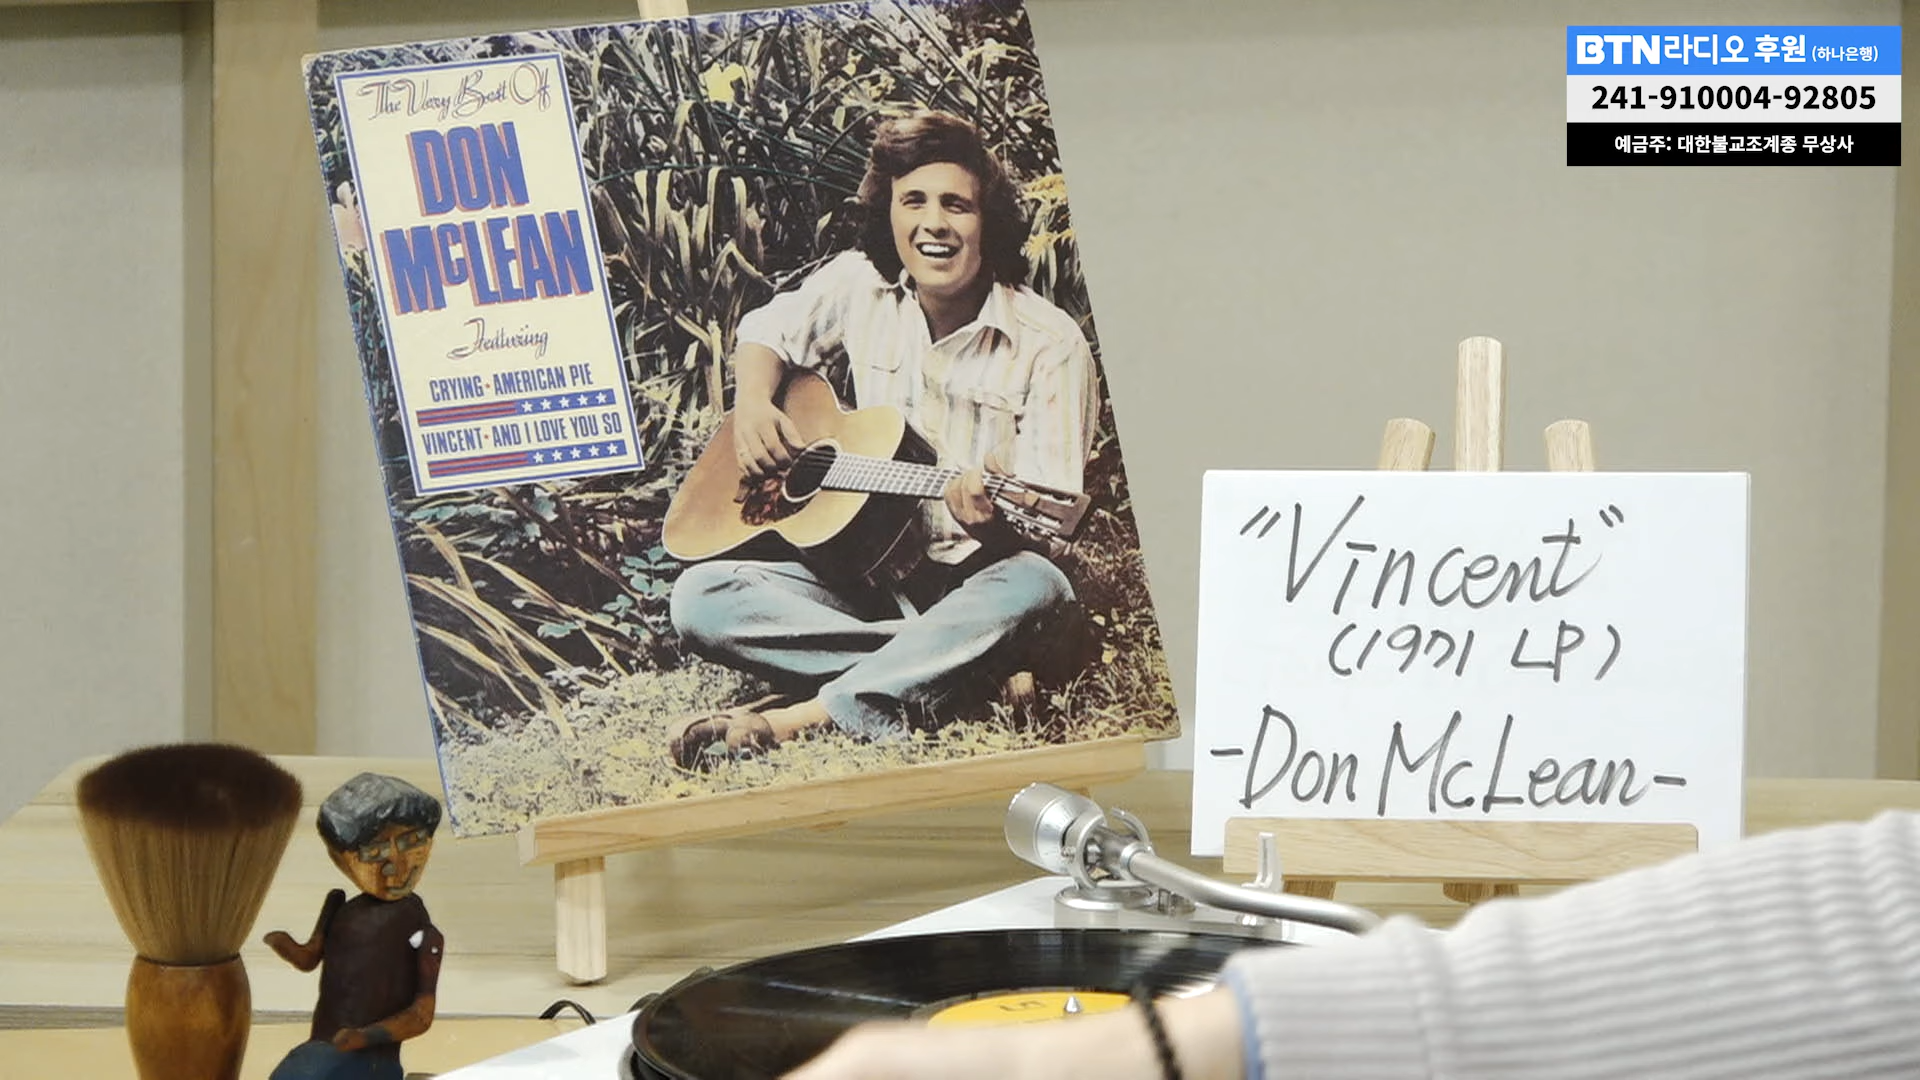 The Very Best Of
DON
McLEAN
Featuring
CRYING • AMERICAN PIE
VINCENT • AND I LOVE YOU SO
BTN라디오 후원 (하나은행)
241-910004-92805
예금주: 대한불교조계종 무상사
"Vincent"
(1971 LP)
-Don McLean-